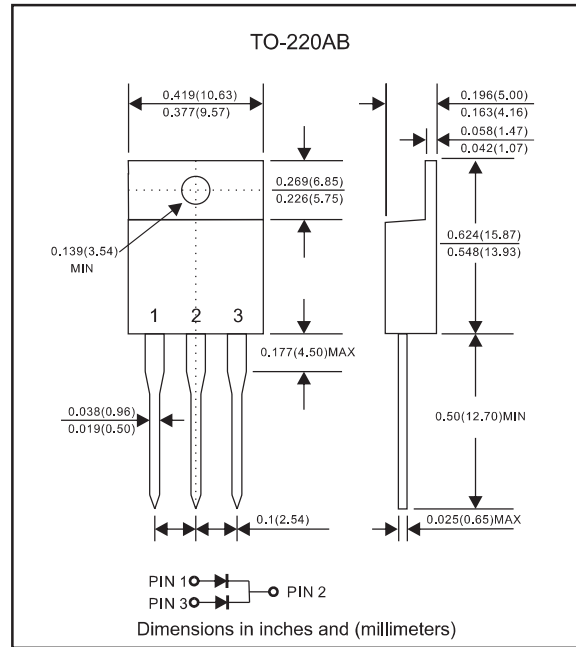 TO-220AB
0.419(10.63)
0.377(9.57)
0.196(5.00)
0.163(4.16)
0.058(1.47)
0.042(1.07)
0.269(6.85)
0.226(5.75)
0.139(3.54)
MIN
0.624(15.87)
0.548(13.93)
1 2 3
0.177(4.50)MAX
0.038(0.96)
0.019(0.50)
0.50(12.70)MIN
0.1(2.54)
0.025(0.65)MAX
PIN 1
PIN 2
PIN 3
Dimensions in inches and (millimeters)